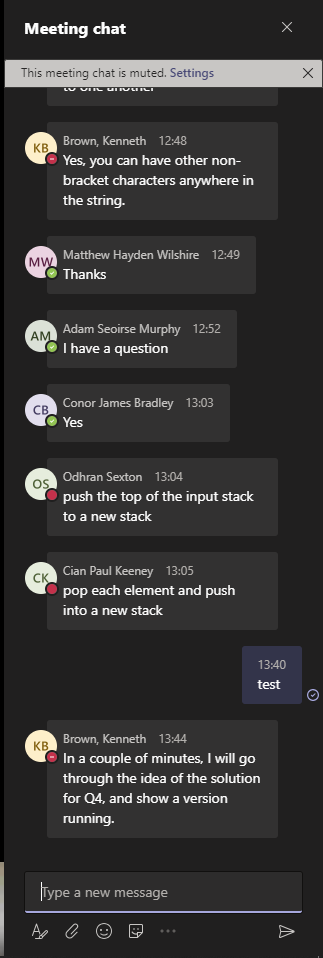 Meeting chat
This meeting chat is muted. Settings
to one another
KB
Brown, Kenneth 12:48
Yes, you can have other non-
bracket characters anywhere in
the string.
MW
Matthew Hayden Wilshire 12:49
Thanks
AM
Adam Seoirse Murphy 12:52
I have a question
CB
Conor James Bradley 13:03
Yes
OS
Odhran Sexton 13:04
push the top of the input stack
to a new stack
CK
Cian Paul Keeney 13:05
pop each element and push
into a new stack
13:40
test
KB
Brown, Kenneth 13:44
In a couple of minutes, I will go
through the idea of the solution
for Q4, and show a version
running.
Type a new message